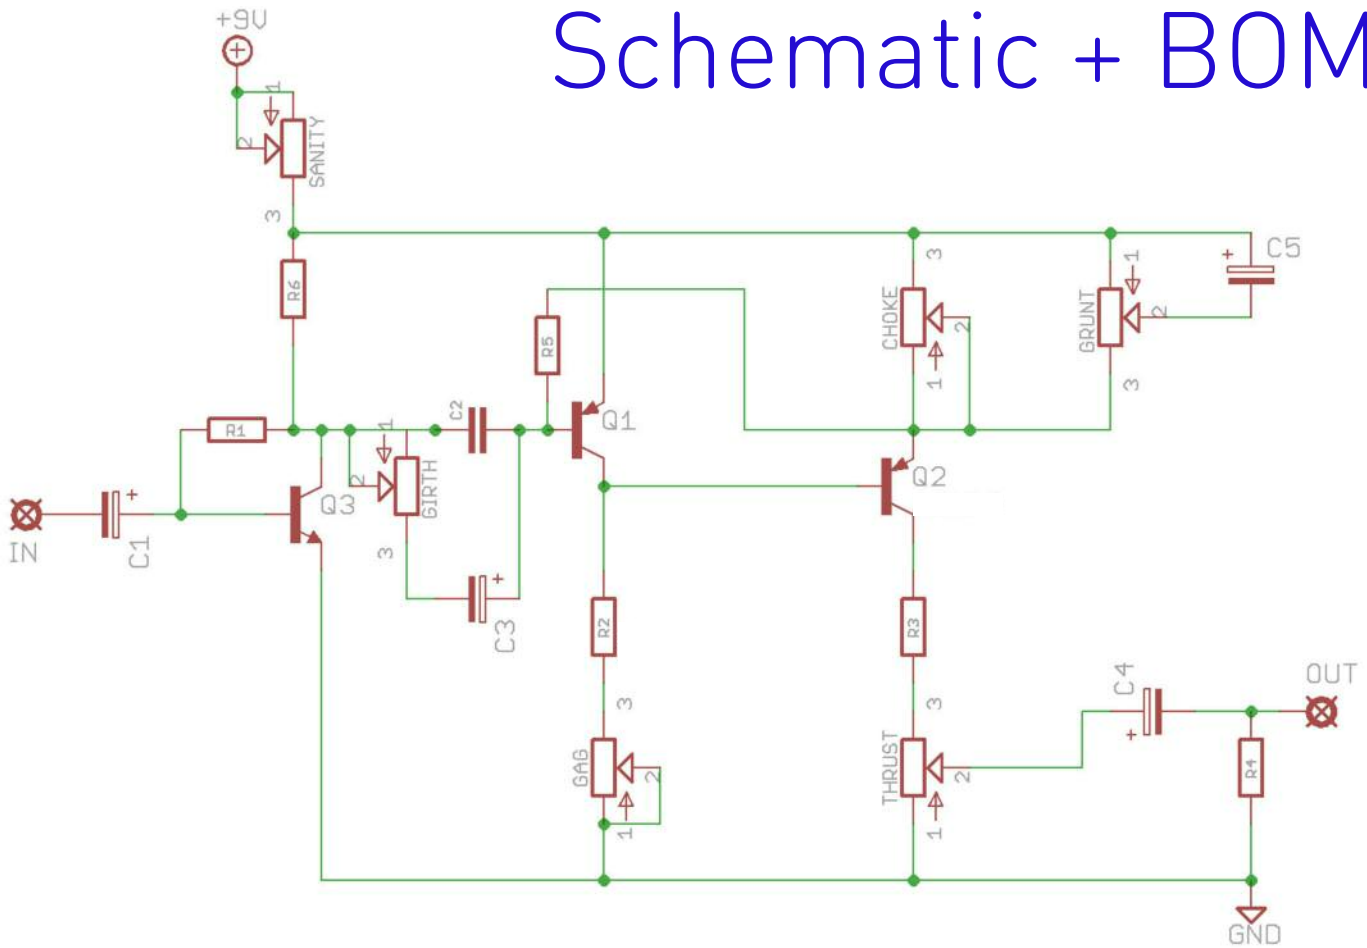 Schematic + BOM
+9V
1
2
SANITY
3
R6
R1
Q3
IN
C1
1
2
GIRTH
3
C2
C3
R5
Q1
R2
3
GAG
2
1
3
CHOKE
2
1
1
GRUNT
2
3
C5
Q2
R3
3
THRUST
2
1
C4
OUT
R4
GND
+
+
+
+